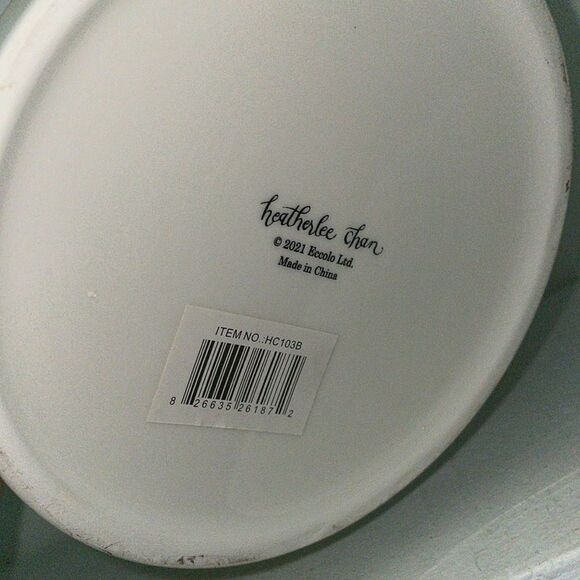 heatherlee chan
© 2021 Eccolo Ltd.
Made in China
ITEM NO.:HC103B
8 26635 26187 2